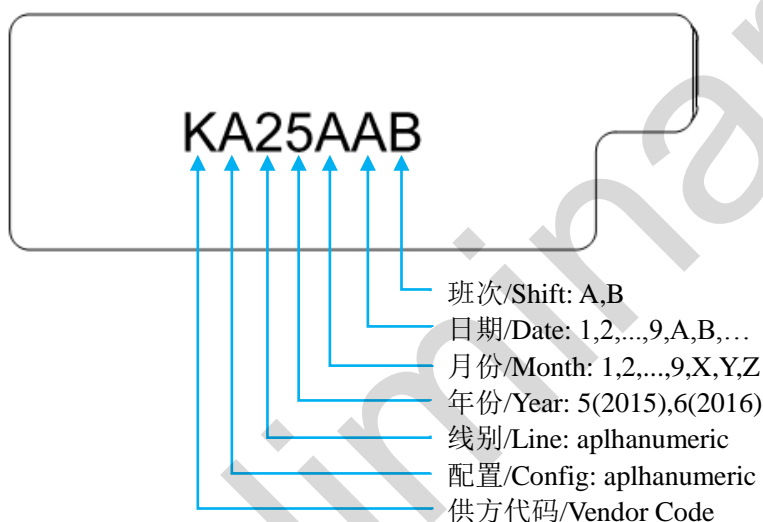 KA25AAB
班次/Shift: A,B
日期/Date: 1,2,...,9,A,B,…
月份/Month: 1,2,...,9,X,Y,Z
年份/Year: 5(2015),6(2016)
线别/Line: aplhanumeric
配置/Config: aplhanumeric
供方代码/Vendor Code